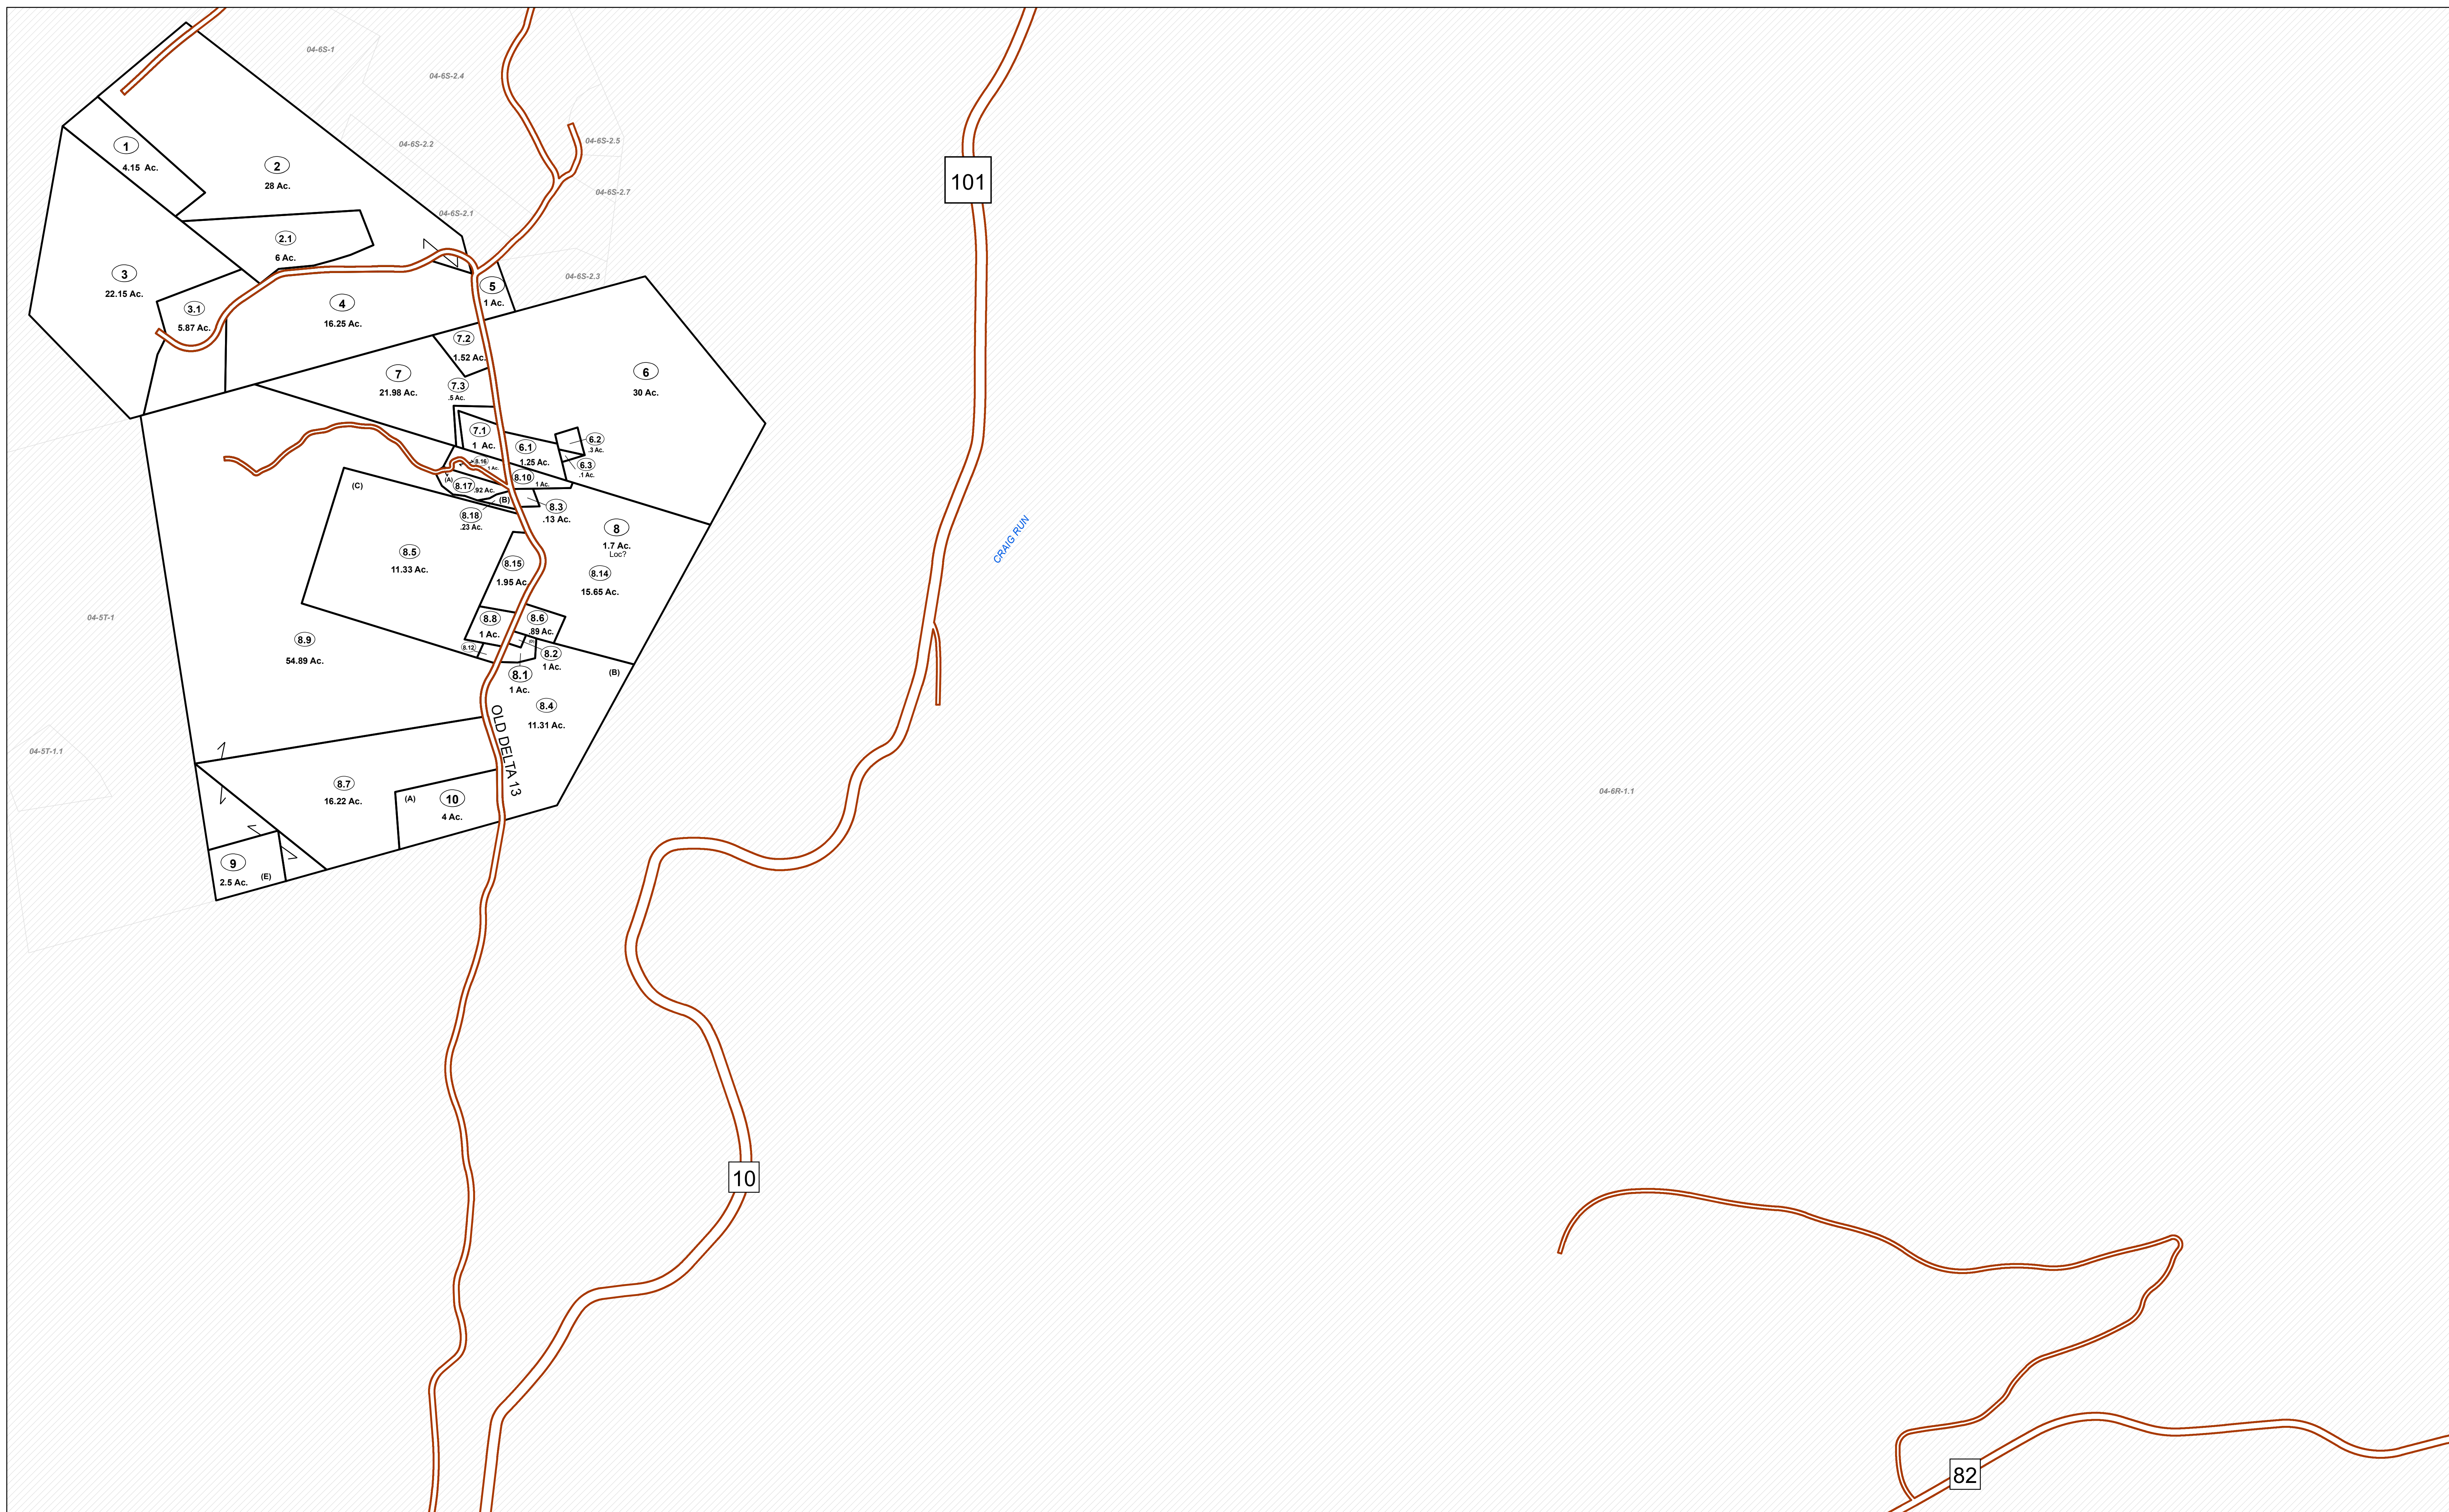 04-6S-1
04-6S-2.4
04-6S-2.2
04-6S-2.5
04-6S-2.7
04-6S-2.1
04-6S-2.3
101
1
4.15 Ac.
2
28 Ac.
2.1
6 Ac.
3
22.15 Ac.
3.1
5.87 Ac.
4
16.25 Ac.
5
1 Ac.
7.2
1.52 Ac.
7
21.98 Ac.
7.3
.5 Ac.
6
30 Ac.
7.1
1 Ac.
6.1
1.25 Ac.
6.2
.3 Ac.
6.3
.1 Ac.
8.16
1 Ac.
8.10
1 Ac.
(A)
8.17
.92 Ac.
(B)
8.3
.13 Ac.
8.18
.23 Ac.
(C)
8
1.7 Ac.
Loc?
8.5
11.33 Ac.
8.15
1.95 Ac.
8.14
15.65 Ac.
CRAIG RUN
8.8
1 Ac.
8.6
.89 Ac.
8.12
8.2
1 Ac.
8.1
1 Ac.
8.9
54.89 Ac.
(B)
8.4
11.31 Ac.
OLD DELTA 13
04-5T-1
04-5T-1.1
8.7
16.22 Ac.
(A)
10
4 Ac.
9
2.5 Ac.
(E)
04-6R-1.1
10
82